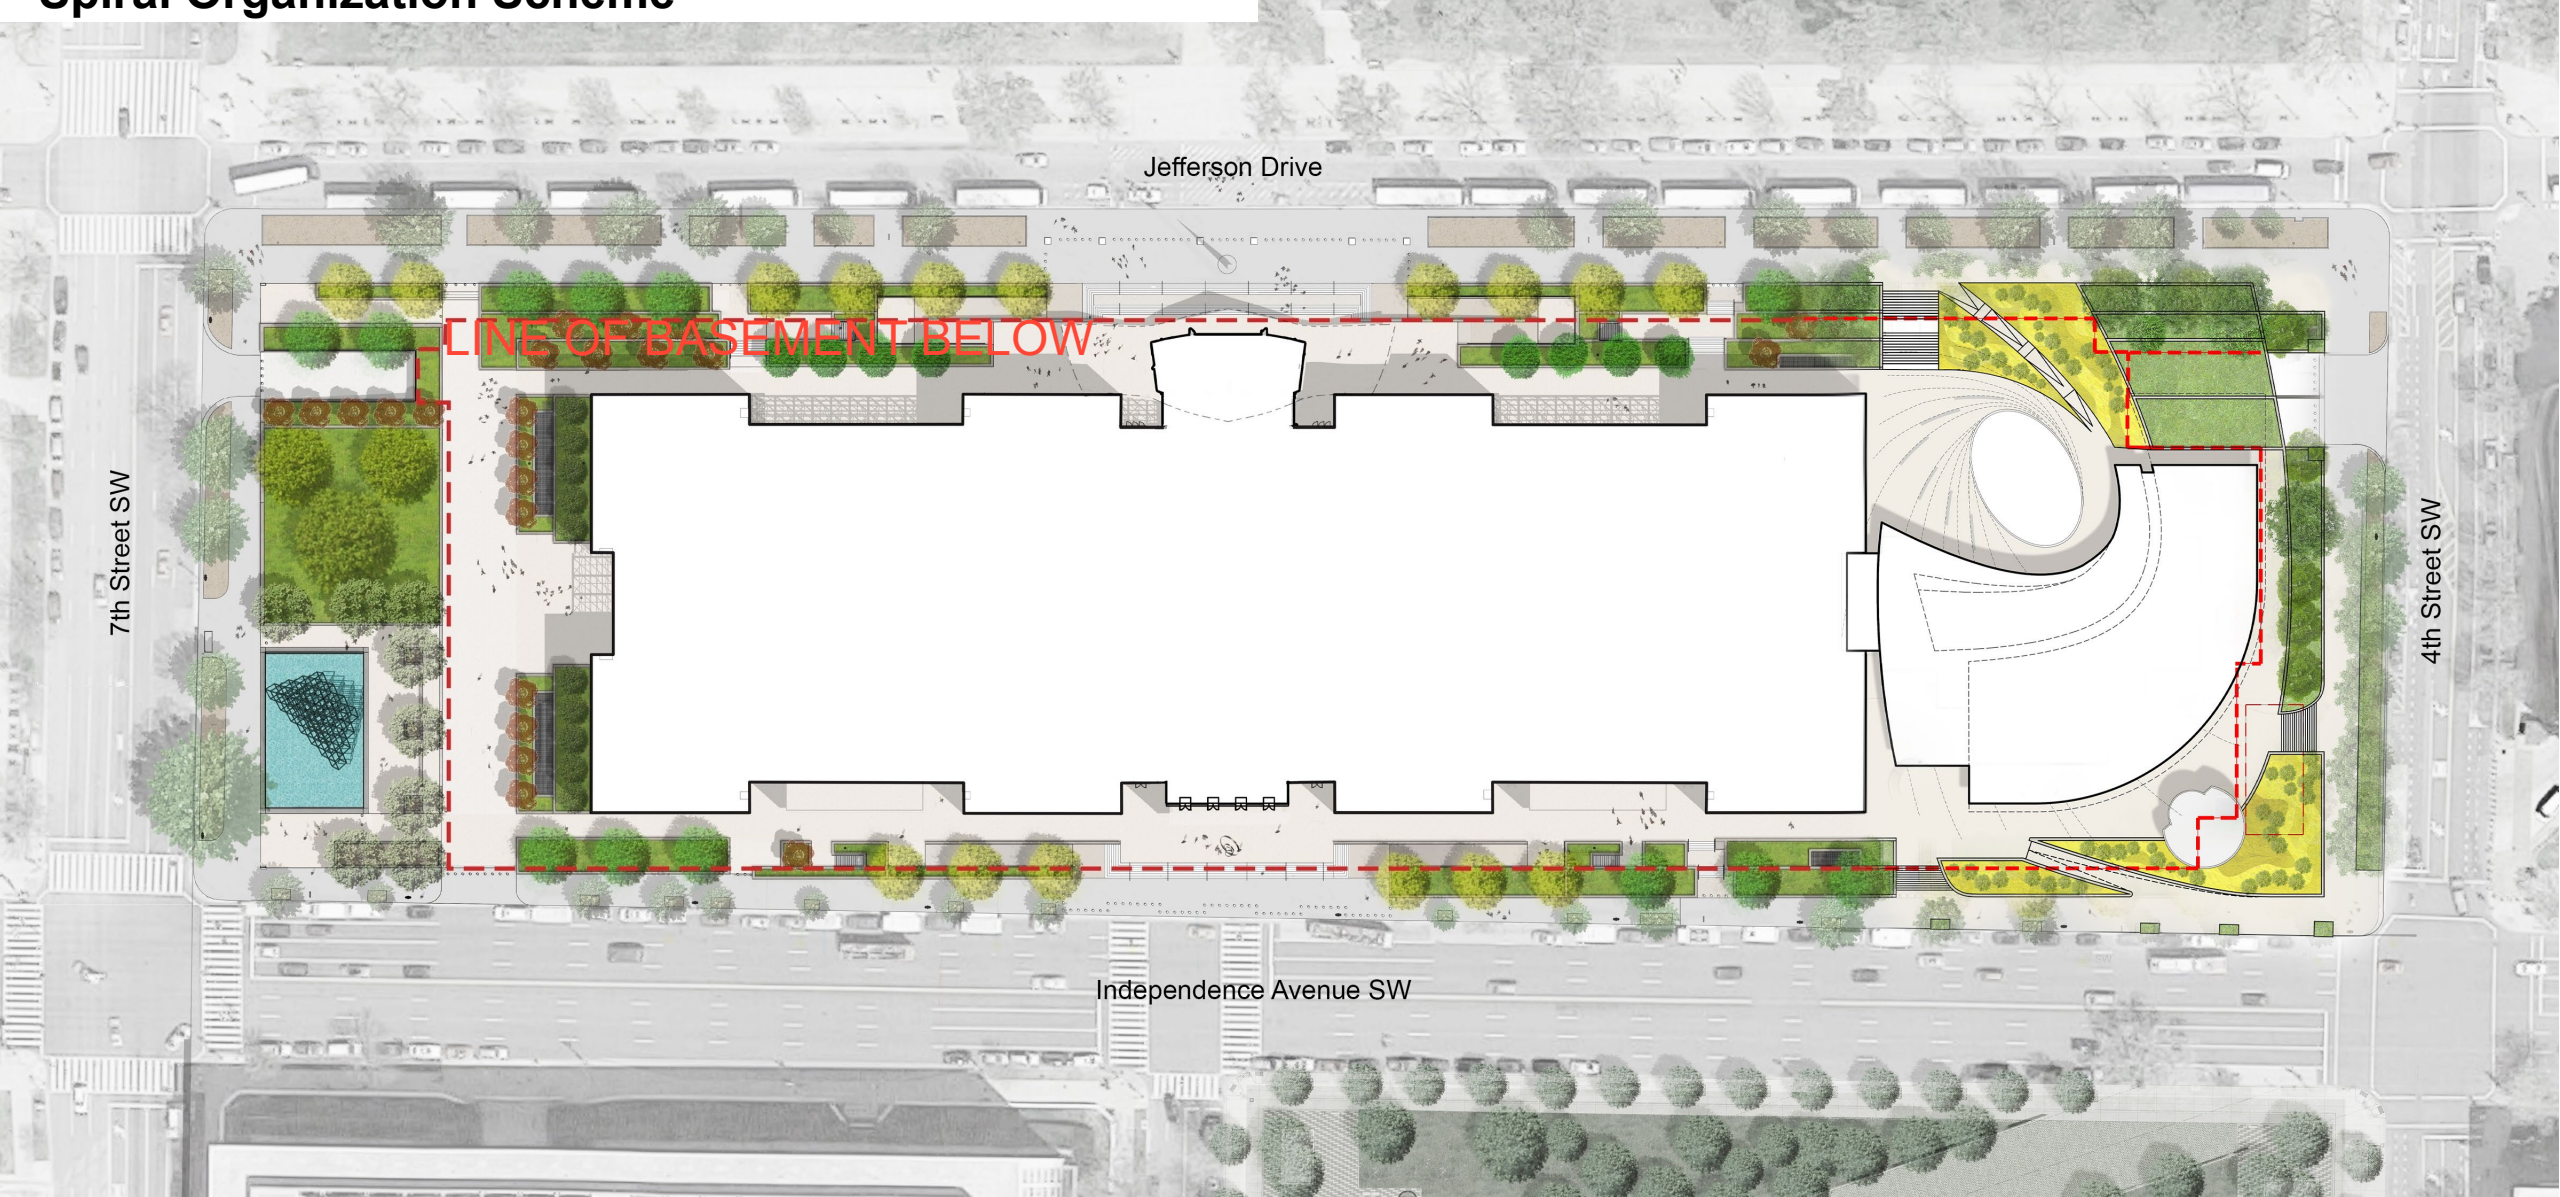 Spiral Organization Scheme
Jefferson Drive
LINE OF BASEMENT BELOW
7th Street SW
4th Street SW
Independence Avenue SW